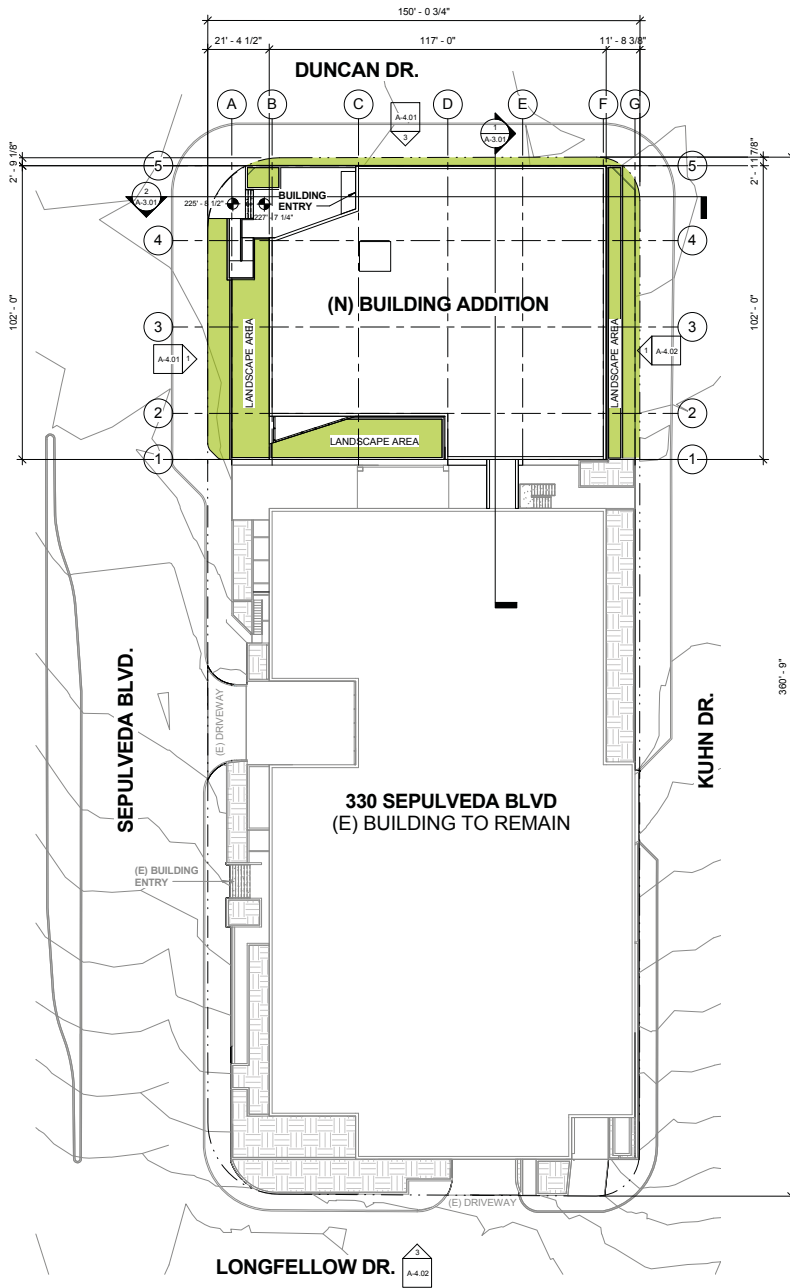 150' - 0 3/4"
21' - 4 1/2"
117' - 0"
11' - 8 3/8"
DUNCAN DR.
A
B
C
D
E
F
G
A-4.01
3
1
A-3.01
2' - 9 1/8"
5
5
2' - 11 7/8"
2
A-3.01
BUILDING
ENTRY
225' - 8 1/2"
227' - 7 1/4"
4
4
(N) BUILDING ADDITION
102' - 0"
102' - 0"
3
3
LANDSCAPE AREA
LANDSCAPE AREA
A-4.01
1
1
A-4.02
2
2
LANDSCAPE AREA
1
1
360' - 9"
SEPULVEDA BLVD.
(E) DRIVEWAY
KUHN DR.
330 SEPULVEDA BLVD
(E) BUILDING TO REMAIN
(E) BUILDING
ENTRY
(E) DRIVEWAY
LONGFELLOW DR.
3
A-4.02